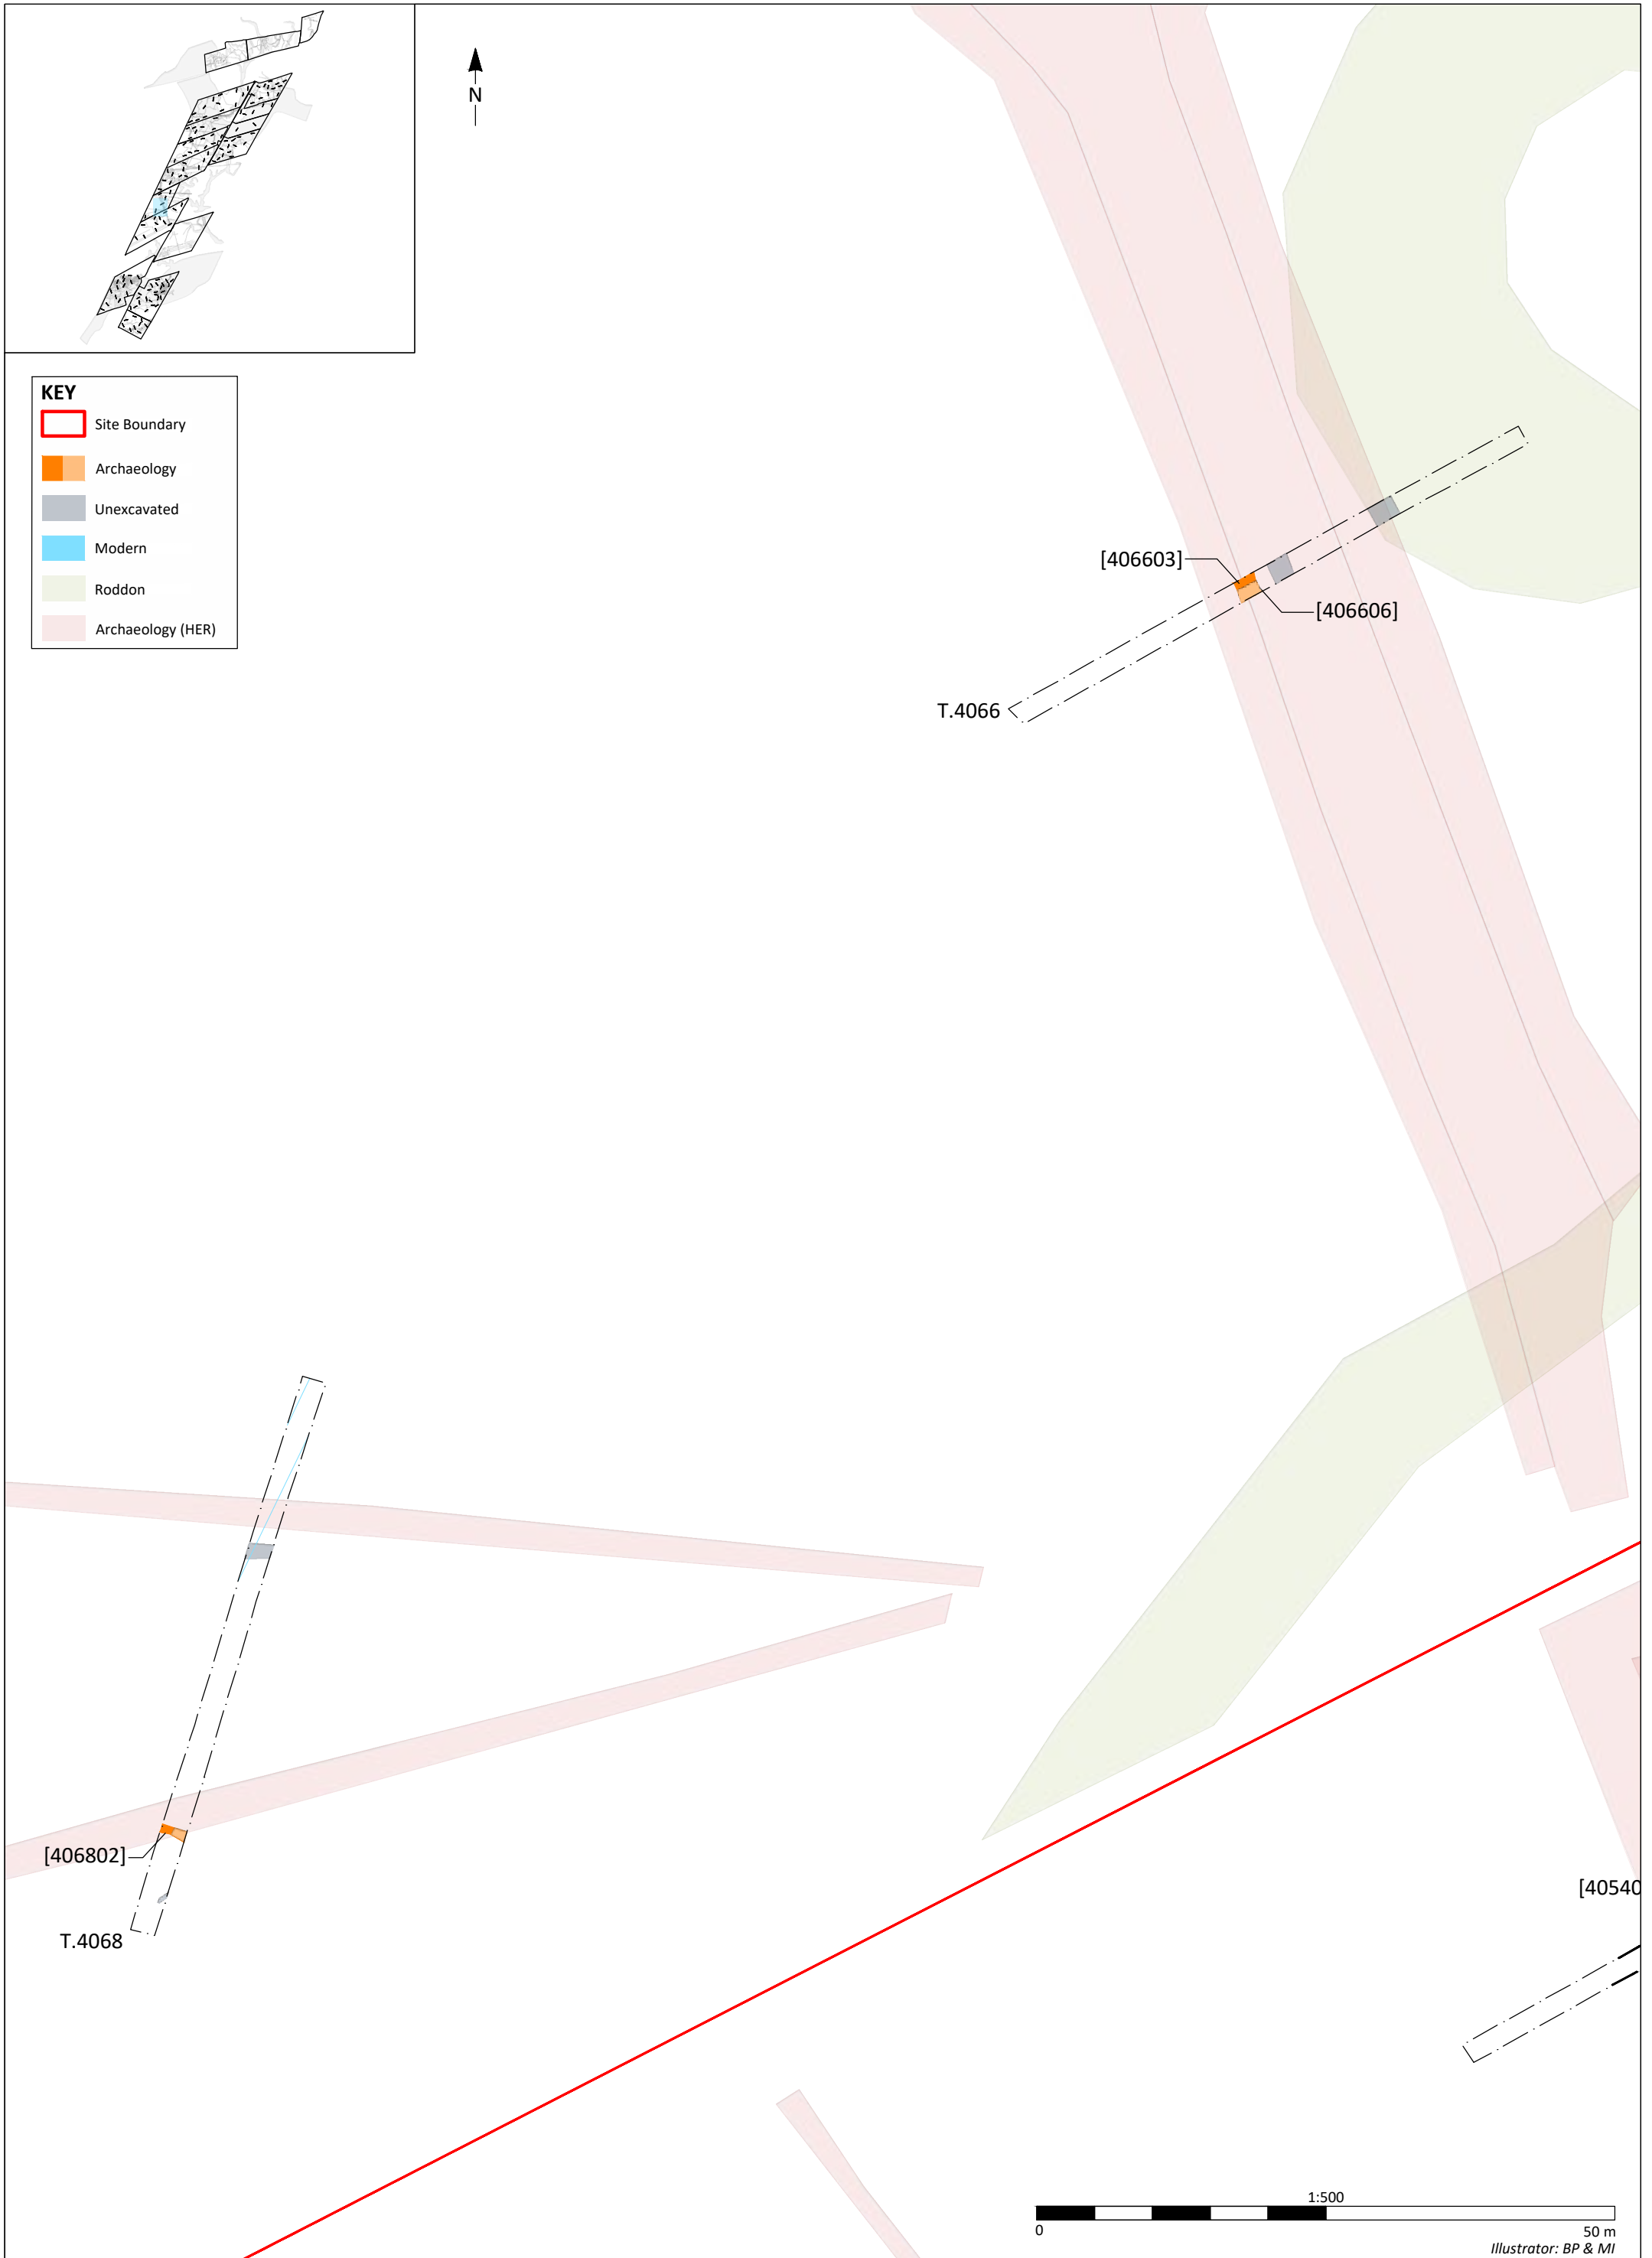 N
KEY
Site Boundary
Archaeology
Unexcavated
Modern
Roddon
Archaeology (HER)
[406603]
[406606]
T.4066
[406802]
T.4068
[40540
1:500
0
50 m
Illustrator: BP & MI